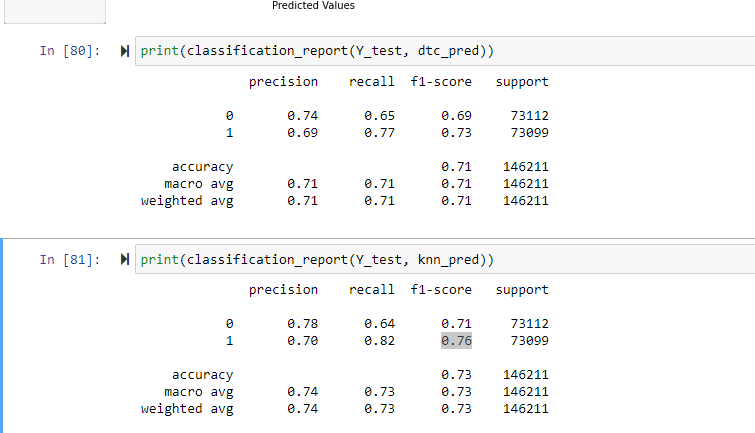 Predicted Values
In [80]: print(classification_report(Y_test, dtc_pred))
precision recall f1-score support
0 0.74 0.65 0.69 73112
1 0.69 0.77 0.73 73099
accuracy 0.71 146211
macro avg 0.71 0.71 0.71 146211
weighted avg 0.71 0.71 0.71 146211
In [81]: print(classification_report(Y_test, knn_pred))
precision recall f1-score support
0 0.78 0.64 0.71 73112
1 0.70 0.82 0.76 73099
accuracy 0.73 146211
macro avg 0.74 0.73 0.73 146211
weighted avg 0.74 0.73 0.73 146211